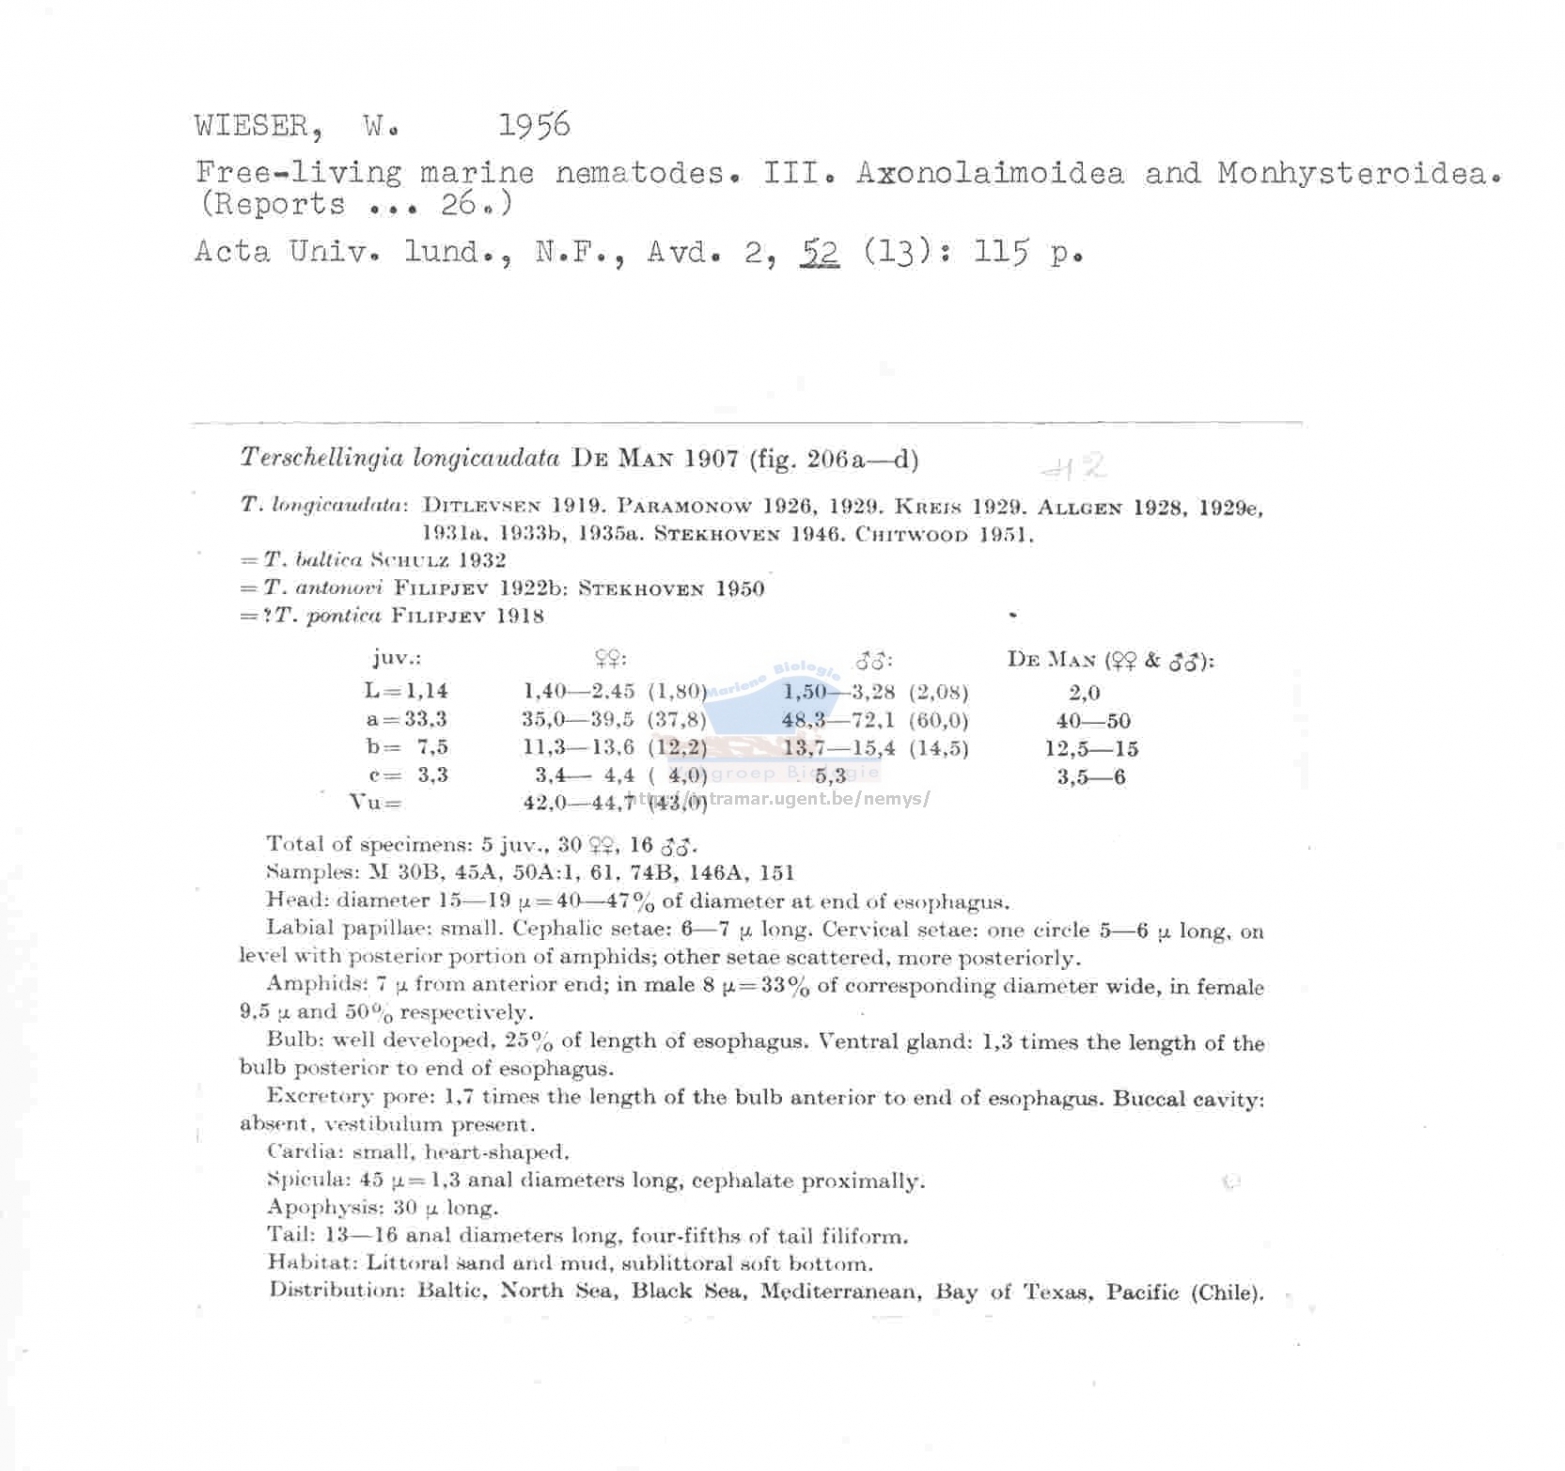 WIESER, W. 1956
Free-living marine nematodes. III. Axonolaimoidea and Monhysteroidea.
(Reports ... 26.)
Acta Univ. lund., N.F., Avd. 2, 52 (13): 115 p.
Terschellingia longicaudata DE MAN 1907 (fig. 206a—d)
#2
T. longicaudata: DITLEVSEN 1919. PARAMONOW 1926, 1929. KREIS 1929. ALLGEN 1928, 1929e,
1931a, 1933b, 1935a. STEKHOVEN 1946. CHITWOOD 1951.
= T. baltica SCHULZ 1932
= T. antonovi FILIPJEV 1922b: STEKHOVEN 1950
= ?T. pontica FILIPJEV 1918
juv.: ♀♀: ♂♂: DE MAN (♀♀ & ♂♂):
L=1,14 1,40—2,45 (1,80) 1,50—3,28 (2,08) 2,0
a=33,3 35,0—39,5 (37,8) 48,3—72,1 (60,0) 40—50
b= 7,5 11,3—13,6 (12,2) 13,7—15,4 (14,5) 12,5—15
c= 3,3 3,4— 4,4 ( 4,0) 5,3 3,5—6
Vu= 42,0—44,7 (43,0)
Mariene Biologie
Biologie
http://intramar.ugent.be/nemys/
Total of specimens: 5 juv., 30 ♀♀, 16 ♂♂.
Samples: M 30B, 45A, 50A:1, 61, 74B, 146A, 151
Head: diameter 15—19 µ=40—47% of diameter at end of esophagus.
Labial papillae: small. Cephalic setae: 6—7 µ long. Cervical setae: one circle 5—6 µ long, on
level with posterior portion of amphids; other setae scattered, more posteriorly.
Amphids: 7 µ from anterior end; in male 8 µ=33% of corresponding diameter wide, in female
9,5 µ and 50% respectively.
Bulb: well developed, 25% of length of esophagus. Ventral gland: 1,3 times the length of the
bulb posterior to end of esophagus.
Excretory pore: 1,7 times the length of the bulb anterior to end of esophagus. Buccal cavity:
absent, vestibulum present.
Cardia: small, heart-shaped.
Spicula: 45 µ=1,3 anal diameters long, cephalate proximally.
Apophysis: 30 µ long.
Tail: 13—16 anal diameters long, four-fifths of tail filiform.
Habitat: Littoral sand and mud, sublittoral soft bottom.
Distribution: Baltic, North Sea, Black Sea, Mediterranean, Bay of Texas, Pacific (Chile).